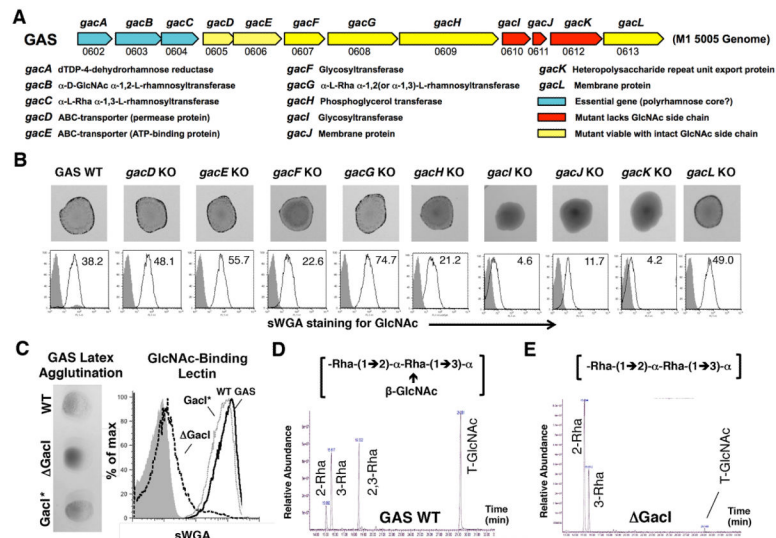 A
gacA gacB gacC gacD gacE gacF gacG gacH gacI gacJ gacK gacL
GAS (M1 5005 Genome)
0602 0603 0604 0605 0606 0607 0608 0609 0610 0611 0612 0613
gacA dTDP-4-dehydrorhamnose reductase
gacB α-D-GlcNAc α-1,2-L-rhamnosyltransferase
gacC α-L-Rha α-1,3-L-rhamnosyltransferase
gacD ABC-transporter (permease protein)
gacE ABC-transporter (ATP-binding protein)
gacF Glycosyltransferase
gacG α-L-Rha α-1,2(or α-1,3)-L-rhamnosyltransferase
gacH Phosphoglycerol transferase
gacI Glycosyltransferase
gacJ Membrane protein
gacK Heteropolysaccharide repeat unit export protein
gacL Membrane protein
Essential gene (polyrhamnose core?)
Mutant lacks GlcNAc side chain
Mutant viable with intact GlcNAc side chain
B
GAS WT gacD KO gacE KO gacF KO gacG KO gacH KO gacI KO gacJ KO gacK KO gacL KO
38.2 48.1 55.7 22.6 74.7 21.2 4.6 11.7 4.2 49.0
sWGA staining for GlcNAc
C
GAS Latex
Agglutination
WT
ΔGacI
GacI*
GlcNAc-Binding
Lectin
% of max
100
80
60
40
20
0
GacI*
WT GAS
ΔGacI
sWGA
D
-Rha-(1➔2)-α-Rha-(1➔3)-α
β-GlcNAc
Relative Abundance
2-Rha
3-Rha
2,3-Rha
T-GlcNAc
GAS WT
Time
(min)
E
-Rha-(1➔2)-α-Rha-(1➔3)-α
Relative Abundance
2-Rha
3-Rha
T-GlcNAc
ΔGacI
Time
(min)